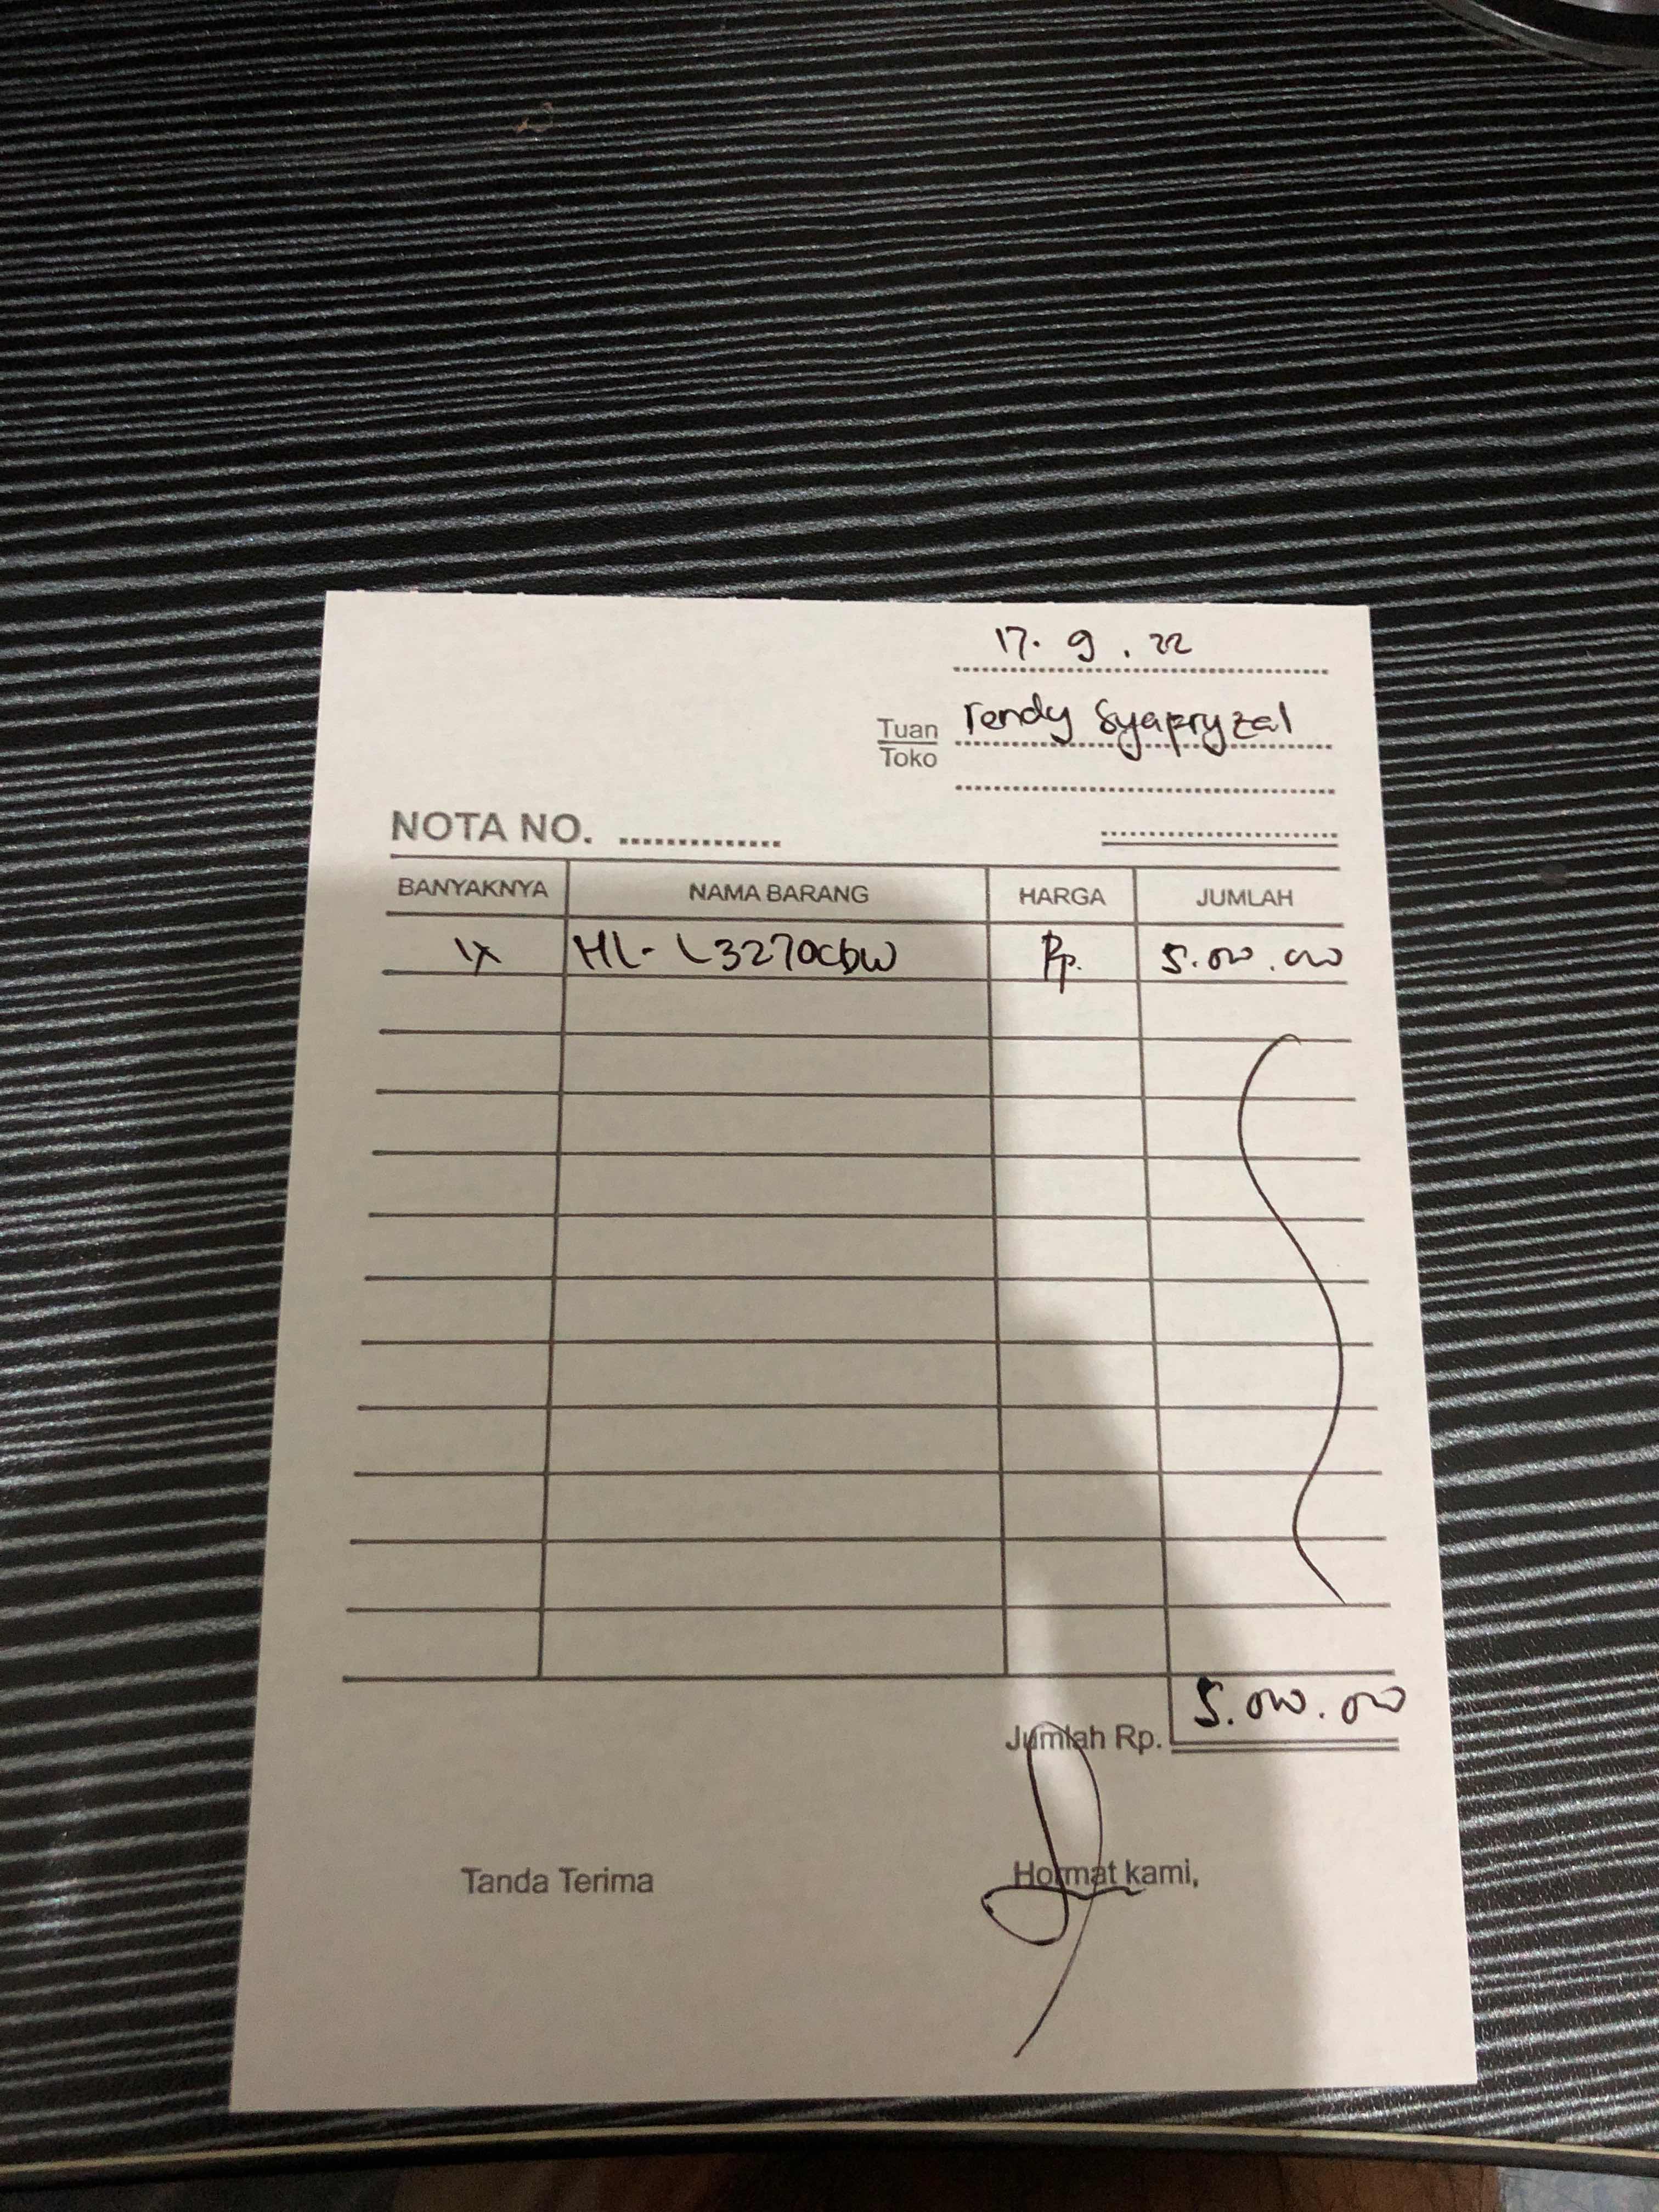 17. 9 . 22
Tuan
Toko
rendy Syapryzal
NOTA NO. ..............
BANYAKNYA NAMA BARANG HARGA JUMLAH
1x HL- L3270CDW Rp. 5.000.000
Jumlah Rp. 5.000.000
Tanda Terima Hormat kami,